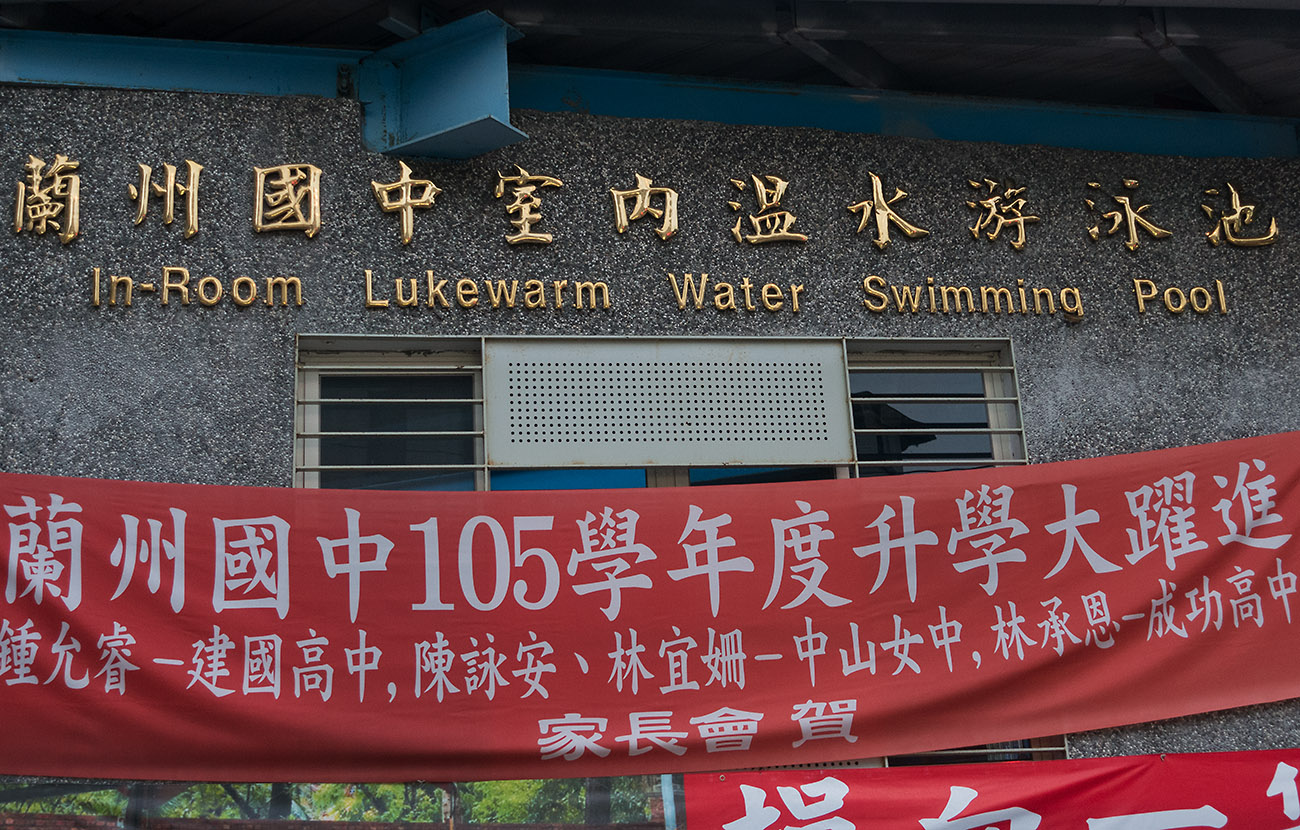 蘭州國中室內溫水游泳池
In-Room Lukewarm Water Swimming Pool
蘭州國中105學年度升學大躍進
鍾允睿－建國高中,陳詠安、林宜姍－中山女中,林承恩－成功高中
家長會 賀